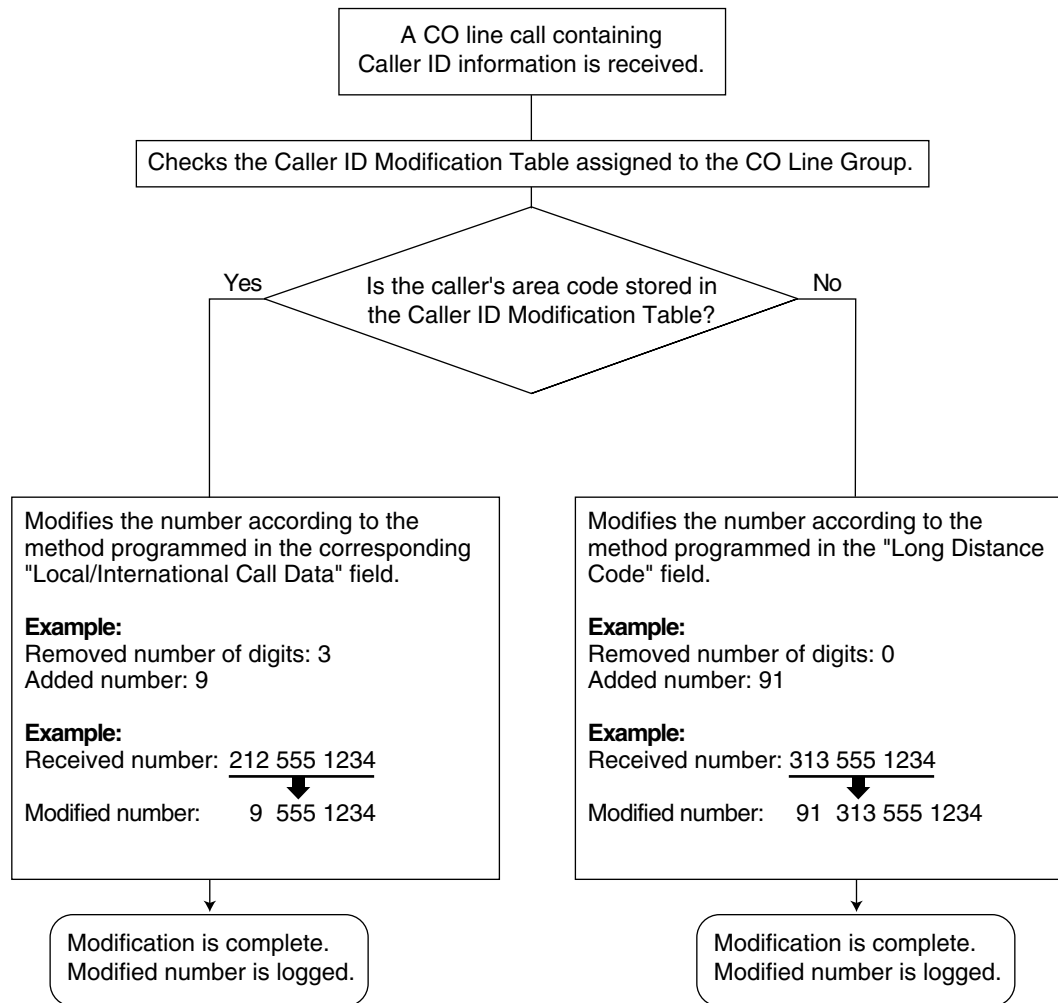 A CO line call containing
Caller ID information is received.
Checks the Caller ID Modification Table assigned to the CO Line Group.
Yes
Is the caller's area code stored in
the Caller ID Modification Table?
No
Modifies the number according to the
method programmed in the corresponding
"Local/International Call Data" field.
Example:
Removed number of digits: 3
Added number: 9
Example:
Received number: 212 555 1234
Modified number: 9 555 1234
Modification is complete.
Modified number is logged.
Modifies the number according to the
method programmed in the "Long Distance
Code" field.
Example:
Removed number of digits: 0
Added number: 91
Example:
Received number: 313 555 1234
Modified number: 91 313 555 1234
Modification is complete.
Modified number is logged.